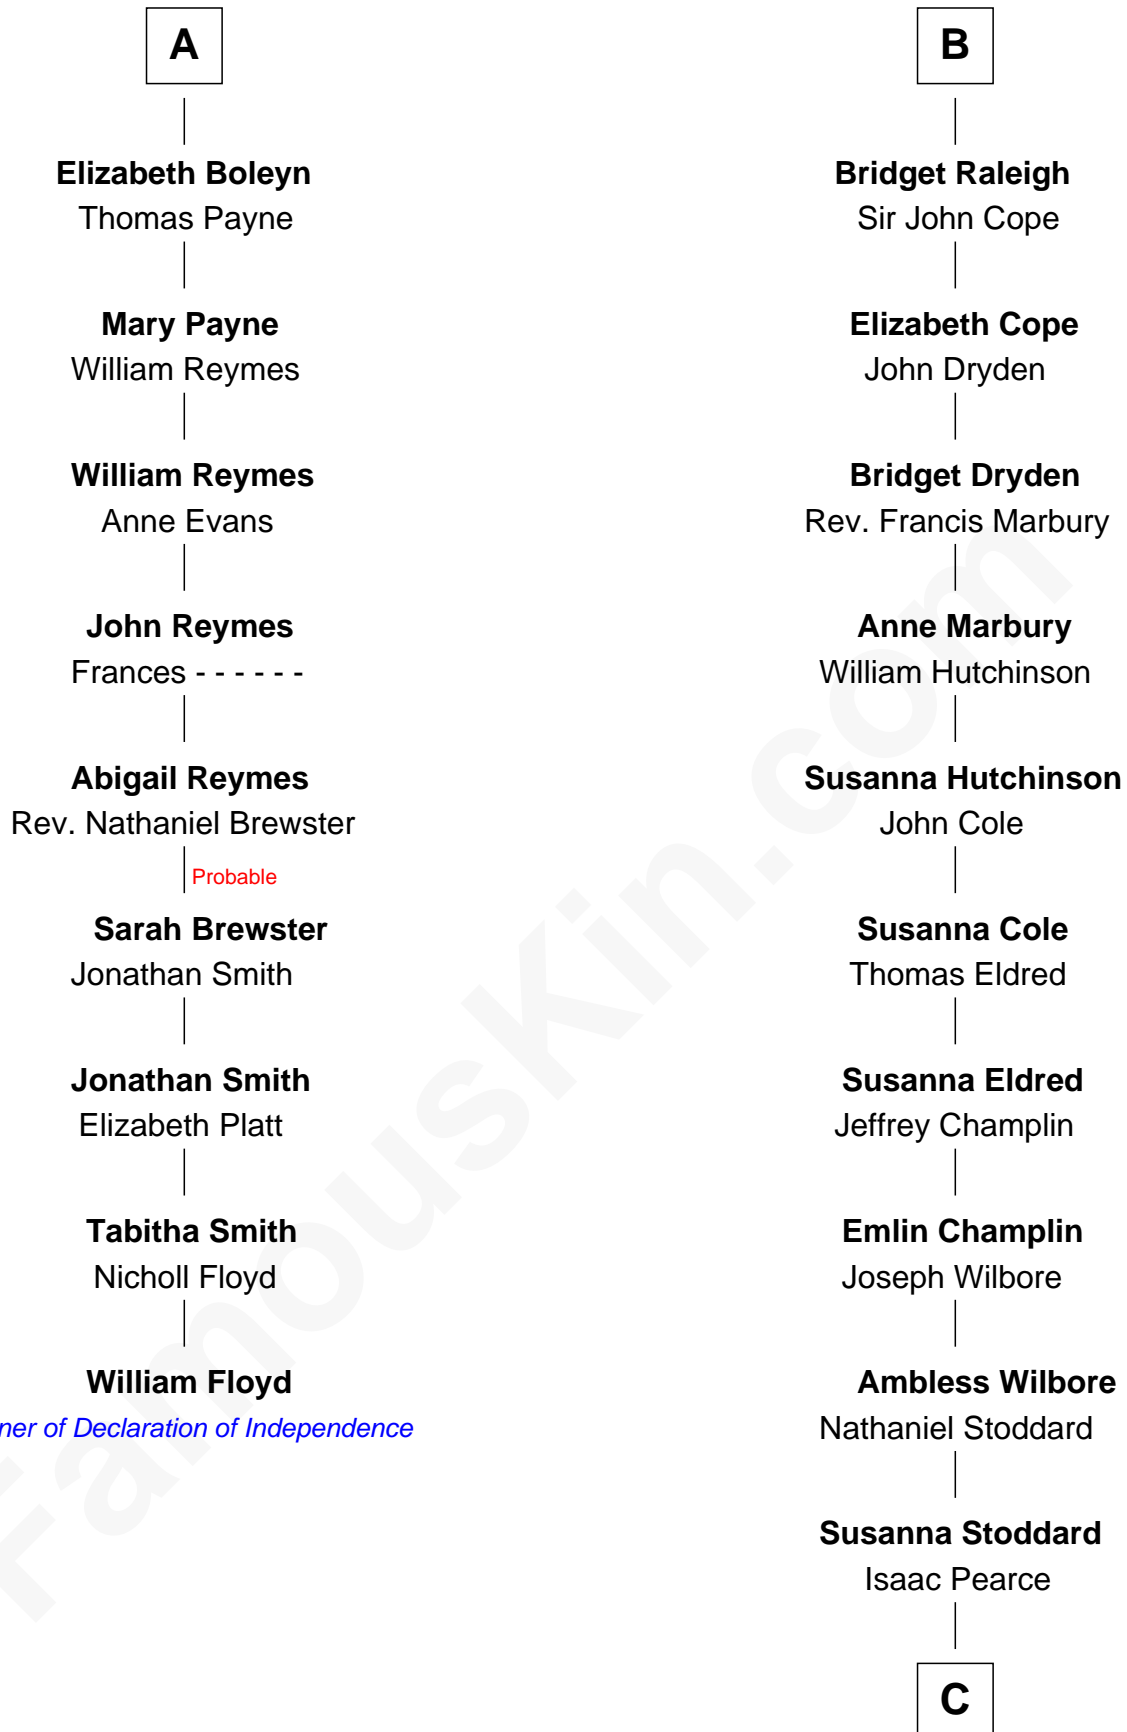 A
Elizabeth Boleyn
Thomas Payne
Mary Payne
William Reymes
William Reymes
Anne Evans
John Reymes
Frances - - - - - -
Abigail Reymes
Rev. Nathaniel Brewster
Probable
Sarah Brewster
Jonathan Smith
Jonathan Smith
Elizabeth Platt
Tabitha Smith
Nicholl Floyd
William Floyd
ner of Declaration of Independence
B
Bridget Raleigh
Sir John Cope
Elizabeth Cope
John Dryden
Bridget Dryden
Rev. Francis Marbury
Anne Marbury
William Hutchinson
Susanna Hutchinson
John Cole
Susanna Cole
Thomas Eldred
Susanna Eldred
Jeffrey Champlin
Emlin Champlin
Joseph Wilbore
Ambless Wilbore
Nathaniel Stoddard
Susanna Stoddard
Isaac Pearce
C
FamousKin.com